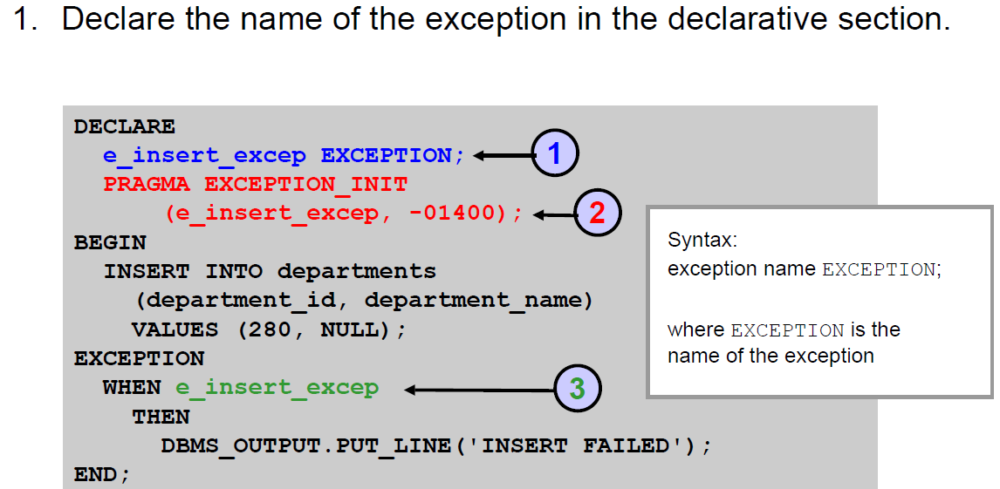 1. Declare the name of the exception in the declarative section.
DECLARE
e_insert_excep EXCEPTION;
1
PRAGMA EXCEPTION_INIT
(e_insert_excep, -01400);
2
BEGIN
INSERT INTO departments
(department_id, department_name)
VALUES (280, NULL);
EXCEPTION
WHEN e_insert_excep
3
THEN
DBMS_OUTPUT.PUT_LINE('INSERT FAILED');
END;
Syntax:
exception name EXCEPTION;
where EXCEPTION is the
name of the exception